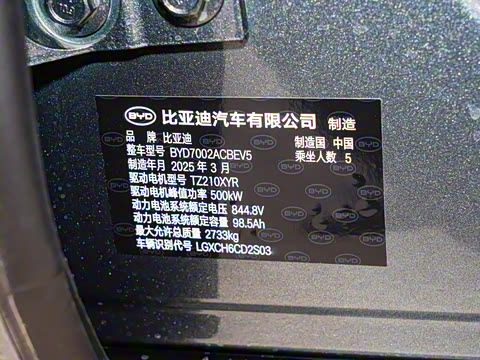 BYD 比亚迪汽车有限公司 制造
品 牌 比亚迪 制造国 中国
整车型号 BYD7002ACBEV5 乘坐人数 5
制造年月 2025 年 3 月
驱动电机型号 TZ210XYR
驱动电机峰值功率 500kW
动力电池系统额定电压 844.8V
动力电池系统额定容量 98.5Ah
最大允许总质量 2733kg
车辆识别代号 LGXCH6CD2S03